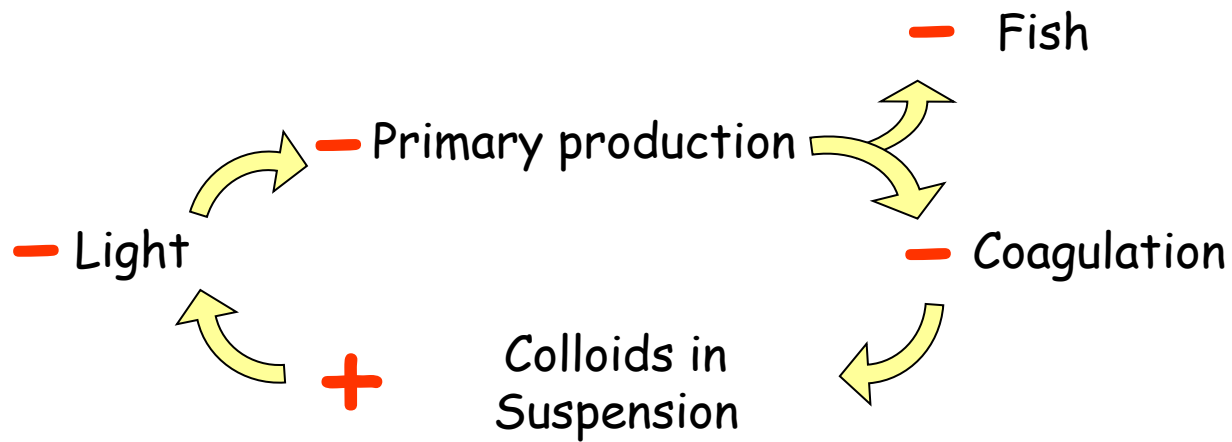 − Fish
− Primary production
− Light
− Coagulation
+ Colloids in
Suspension